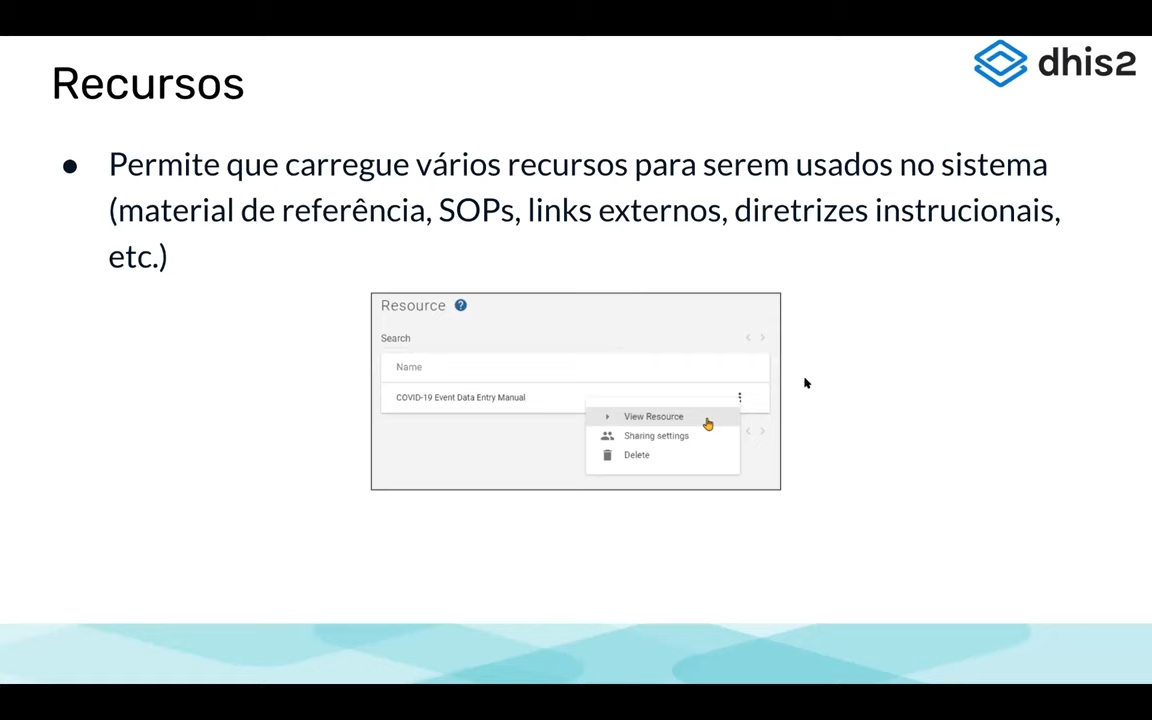 dhis2
Recursos
● Permite que carregue vários recursos para serem usados no sistema
(material de referência, SOPs, links externos, diretrizes instrucionais,
etc.)
Resource ?
Search
Name
COVID-19 Event Data Entry Manual
View Resource
Sharing settings
Delete